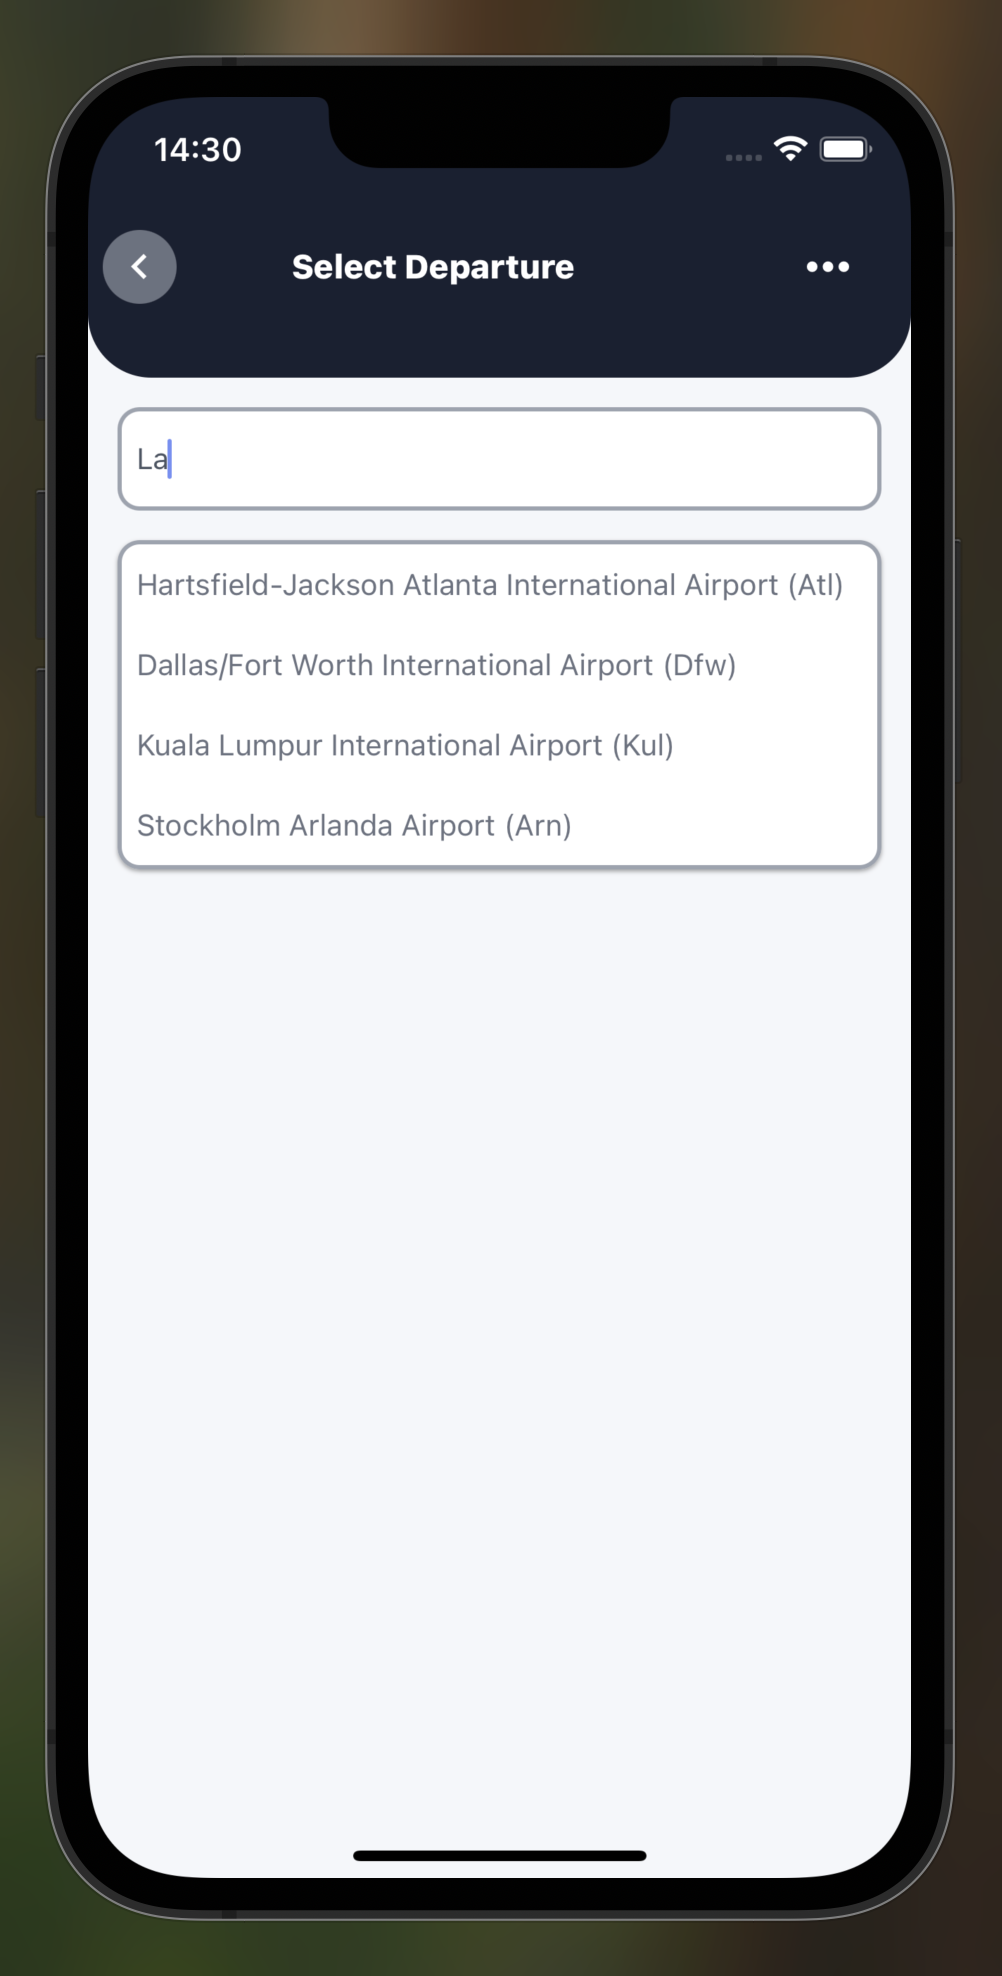 14:30
Select Departure
La
Hartsfield-Jackson Atlanta International Airport (Atl)
Dallas/Fort Worth International Airport (Dfw)
Kuala Lumpur International Airport (Kul)
Stockholm Arlanda Airport (Arn)